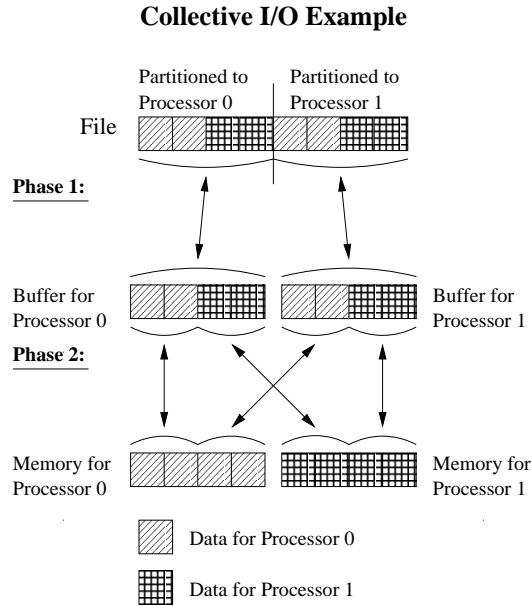 Collective I/O Example
Partitioned to
Processor 0
Partitioned to
Processor 1
File
Phase 1:
Buffer for
Processor 0
Buffer for
Processor 1
Phase 2:
Memory for
Processor 0
Memory for
Processor 1
Data for Processor 0
Data for Processor 1